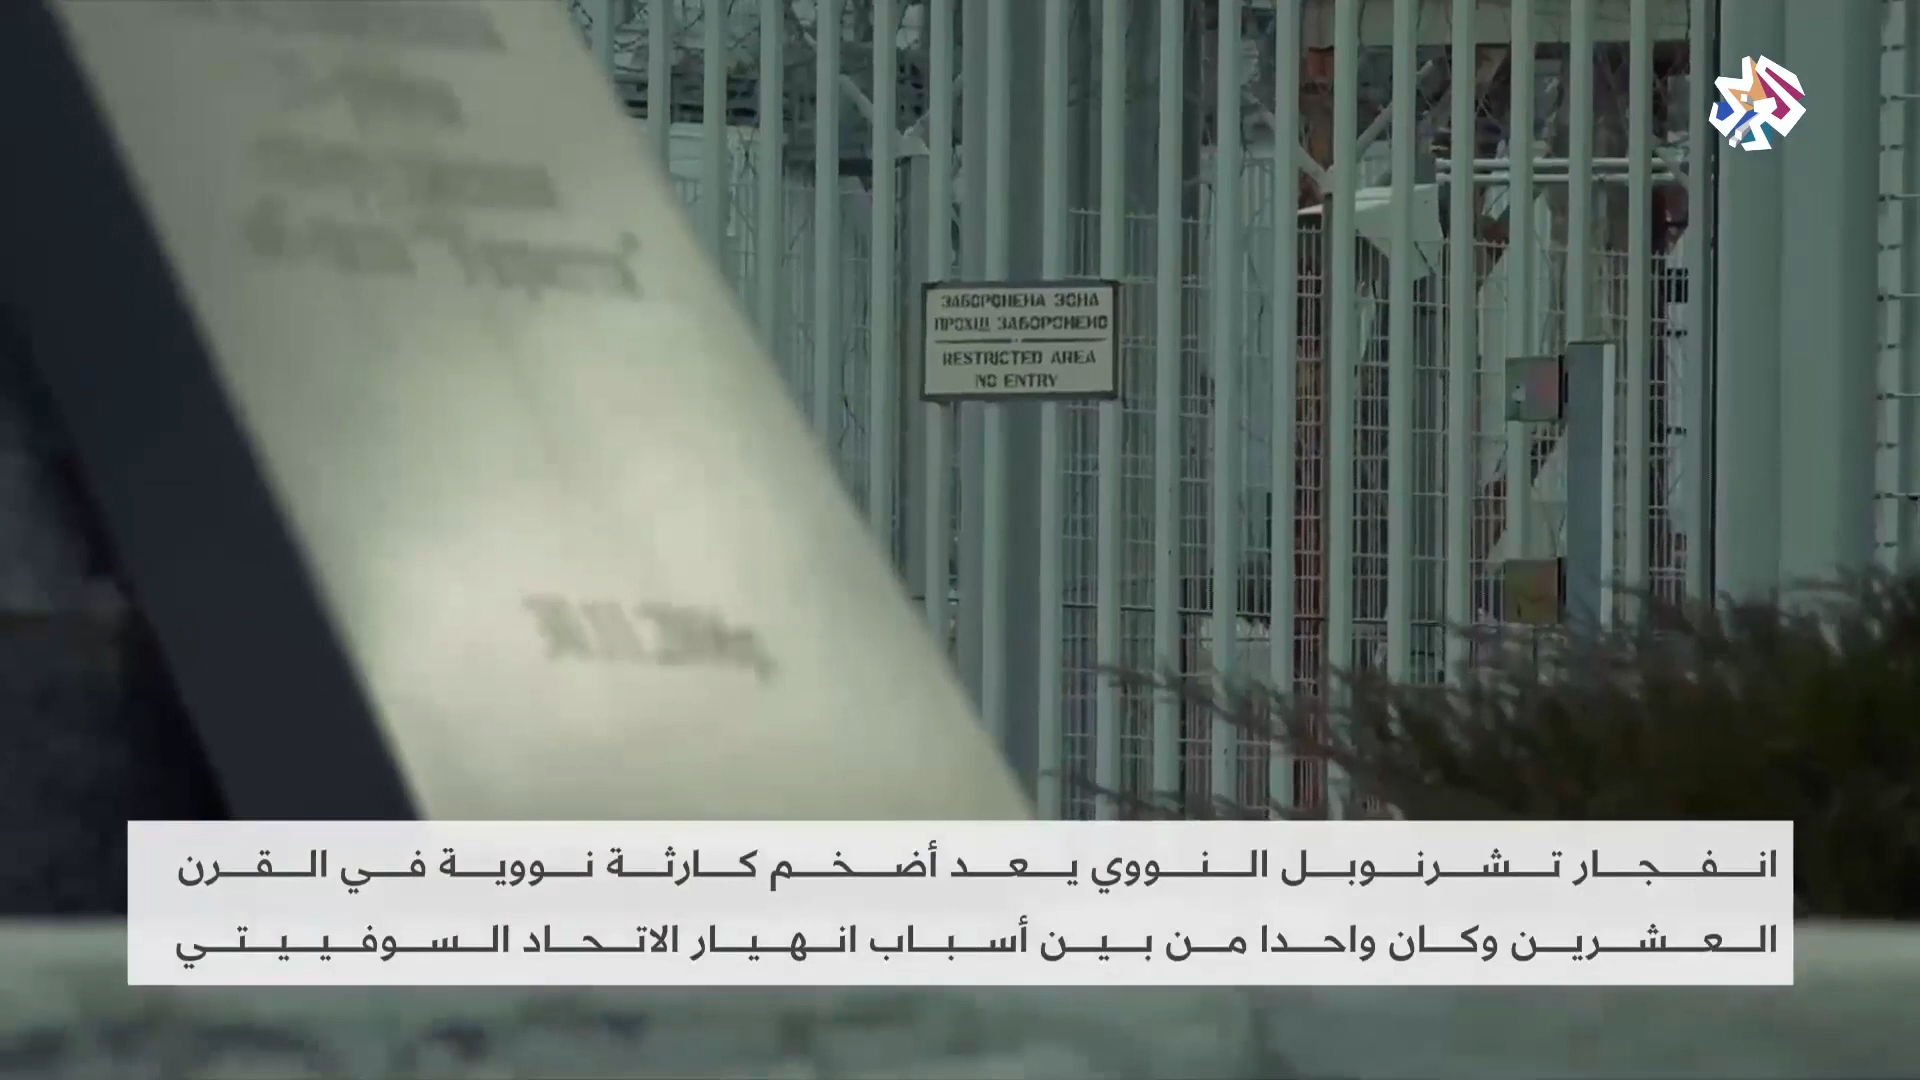 ЗАБОРОНЕНА ЗОНА
ПРОХІД ЗАБОРОНЕНО
RESTRICTED AREA
NO ENTRY
انفجار تشرنوبل النووي يعد أضخم كارثة نووية في القرن
العشرين وكان واحدا من بين أسباب انهيار الاتحاد السوفييتي